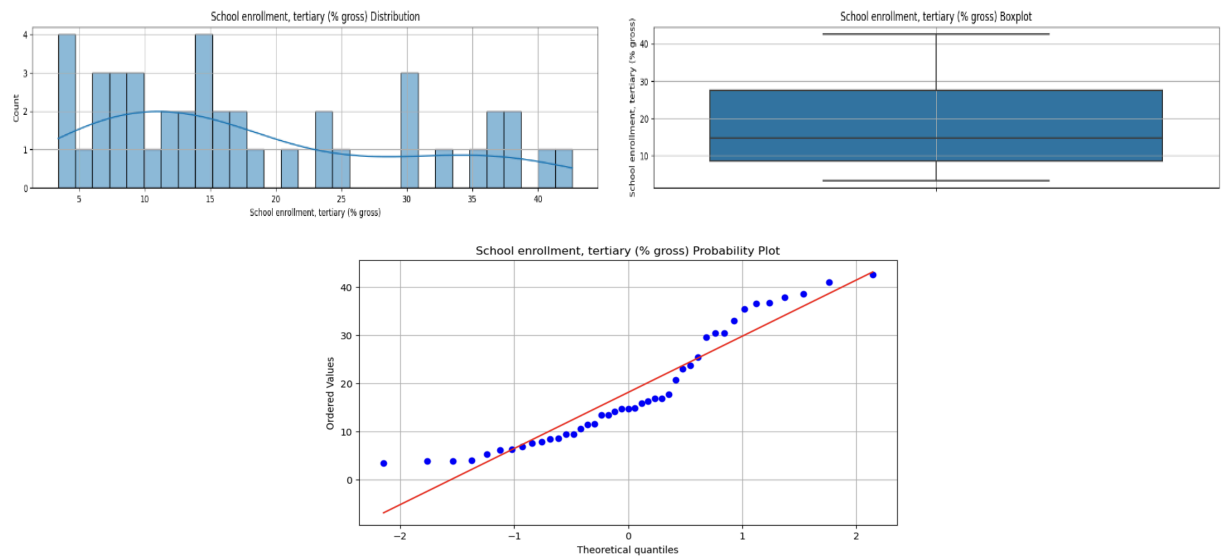 School enrollment, tertiary (% gross) Distribution
Count
4
3
2
1
0
5 10 15 20 25 30 35 40
School enrollment, tertiary (% gross)
School enrollment, tertiary (% gross) Boxplot
School enrollment, tertiary (% gross)
40
30
20
10
School enrollment, tertiary (% gross) Probability Plot
Ordered Values
40
30
20
10
0
−2 −1 0 1 2
Theoretical quantiles